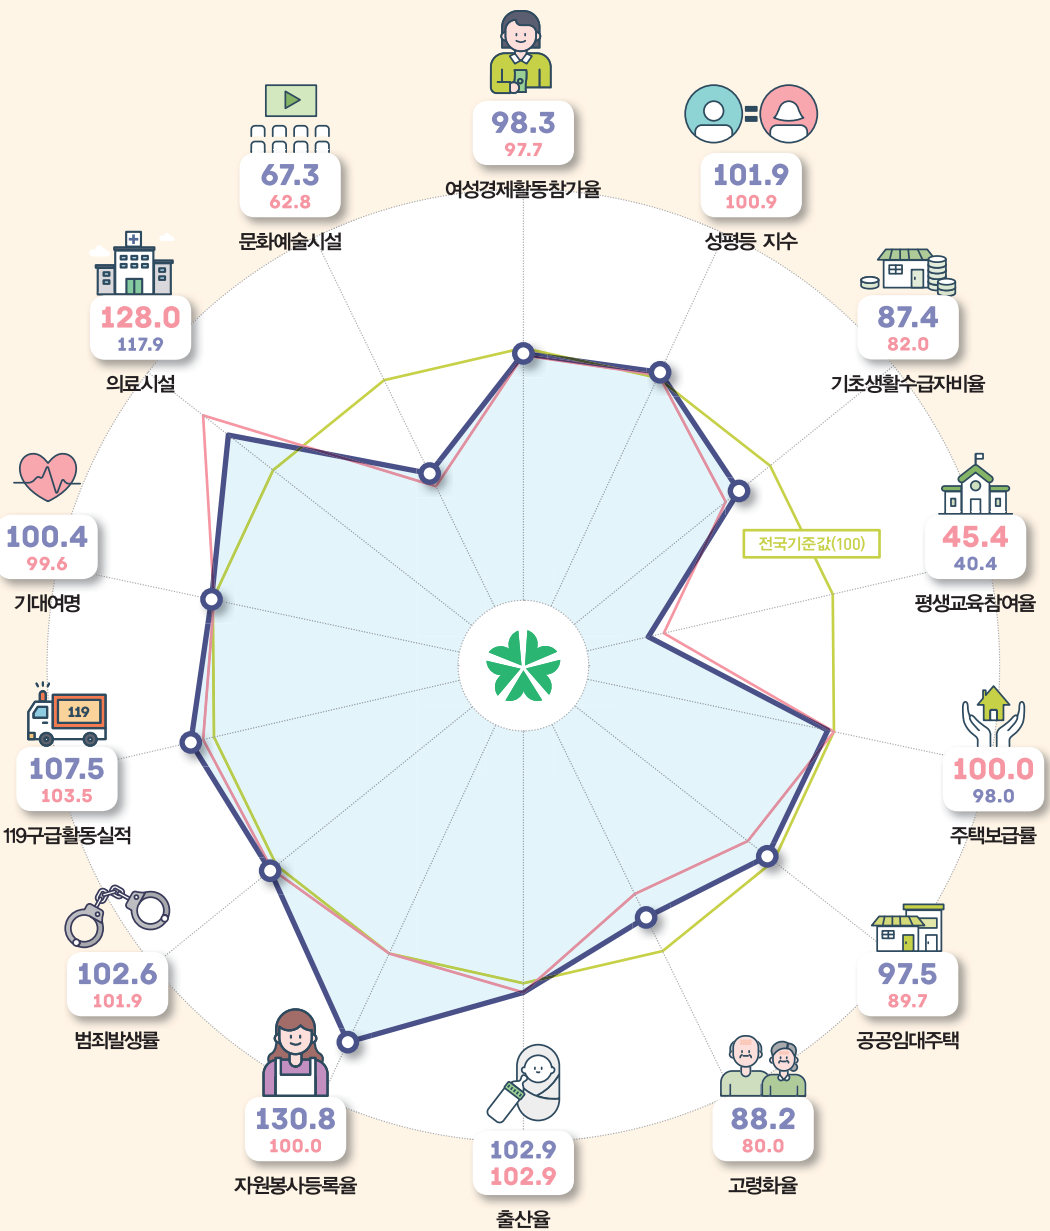 98.3
97.7
여성경제활동참가율
101.9
100.9
성평등 지수
87.4
82.0
기초생활수급자비율
45.4
40.4
평생교육참여율
100.0
98.0
주택보급률
97.5
89.7
공공임대주택
88.2
80.0
고령화율
102.9
102.9
출산율
130.8
100.0
자원봉사등록율
102.6
101.9
범죄발생률
119
107.5
103.5
119구급활동실적
100.4
99.6
기대여명
128.0
117.9
의료시설
67.3
62.8
문화예술시설
전국기준값(100)